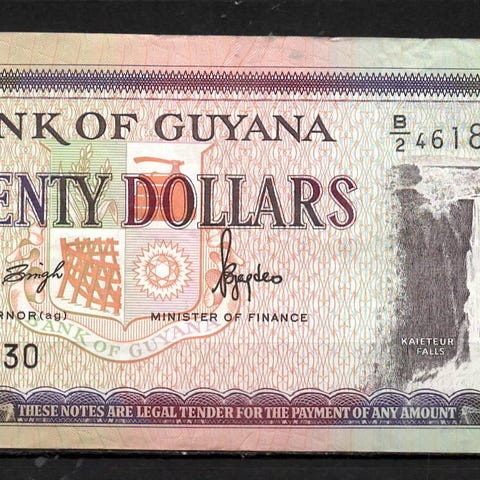 NK OF GUYANA
B/2 4618
ENTY DOLLARS
Singh
RNOR(ag)
MINISTER OF FINANCE
BANK OF GUYANA
30
KAIETEUR
FALLS
THESE NOTES ARE LEGAL TENDER FOR THE PAYMENT OF ANY AMOUNT